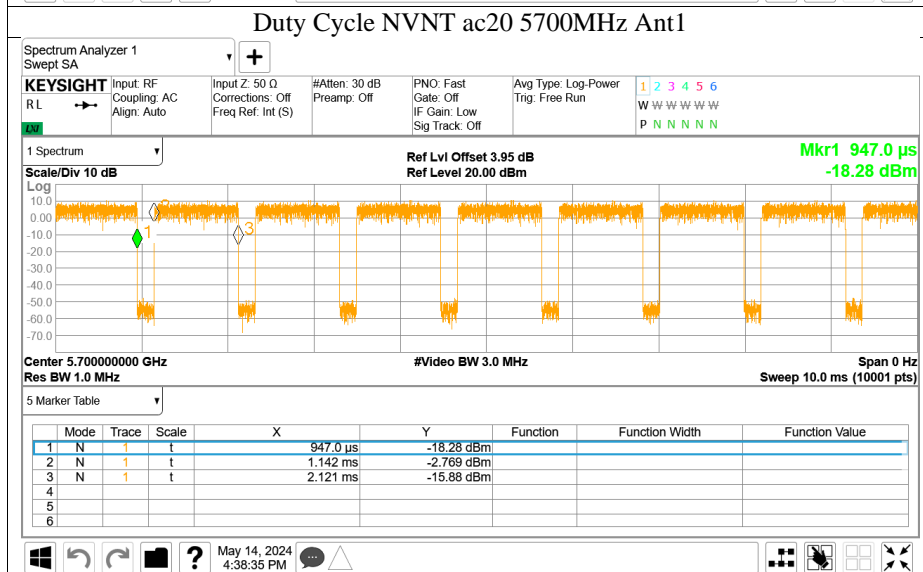 Duty Cycle NVNT ac20 5700MHz Ant1
Spectrum Analyzer 1
Swept SA
+
KEYSIGHT Input: RF Input Z: 50 Ω #Atten: 30 dB PNO: Fast Avg Type: Log-Power 1 2 3 4 5 6
R L Coupling: AC Corrections: Off Preamp: Off Gate: Off Trig: Free Run W W W W W W
Align: Auto Freq Ref: Int (S) IF Gain: Low
LXI Sig Track: Off P N N N N N
1 Spectrum Ref Lvl Offset 3.95 dB Mkr1 947.0 µs
Scale/Div 10 dB Ref Level 20.00 dBm -18.28 dBm
Log
10.0
0.00
-10.0
-20.0
-30.0
-40.0
-50.0
-60.0
-70.0
1
2
3
Center 5.700000000 GHz #Video BW 3.0 MHz Span 0 Hz
Res BW 1.0 MHz Sweep 10.0 ms (10001 pts)
5 Marker Table
Mode Trace Scale X Y Function Function Width Function Value
1 N 1 t 947.0 µs -18.28 dBm
2 N 1 t 1.142 ms -2.769 dBm
3 N 1 t 2.121 ms -15.88 dBm
4
5
6
? May 14, 2024
4:38:35 PM